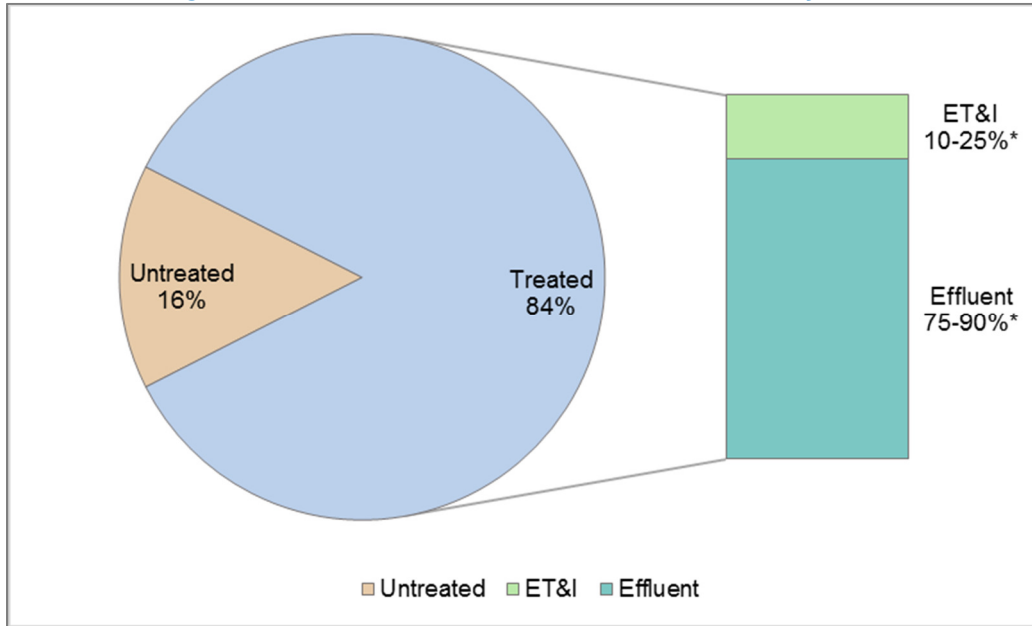 ET&I
10-25%*
Untreated
16%
Treated
84%
Effluent
75-90%*
Untreated ET&I Effluent